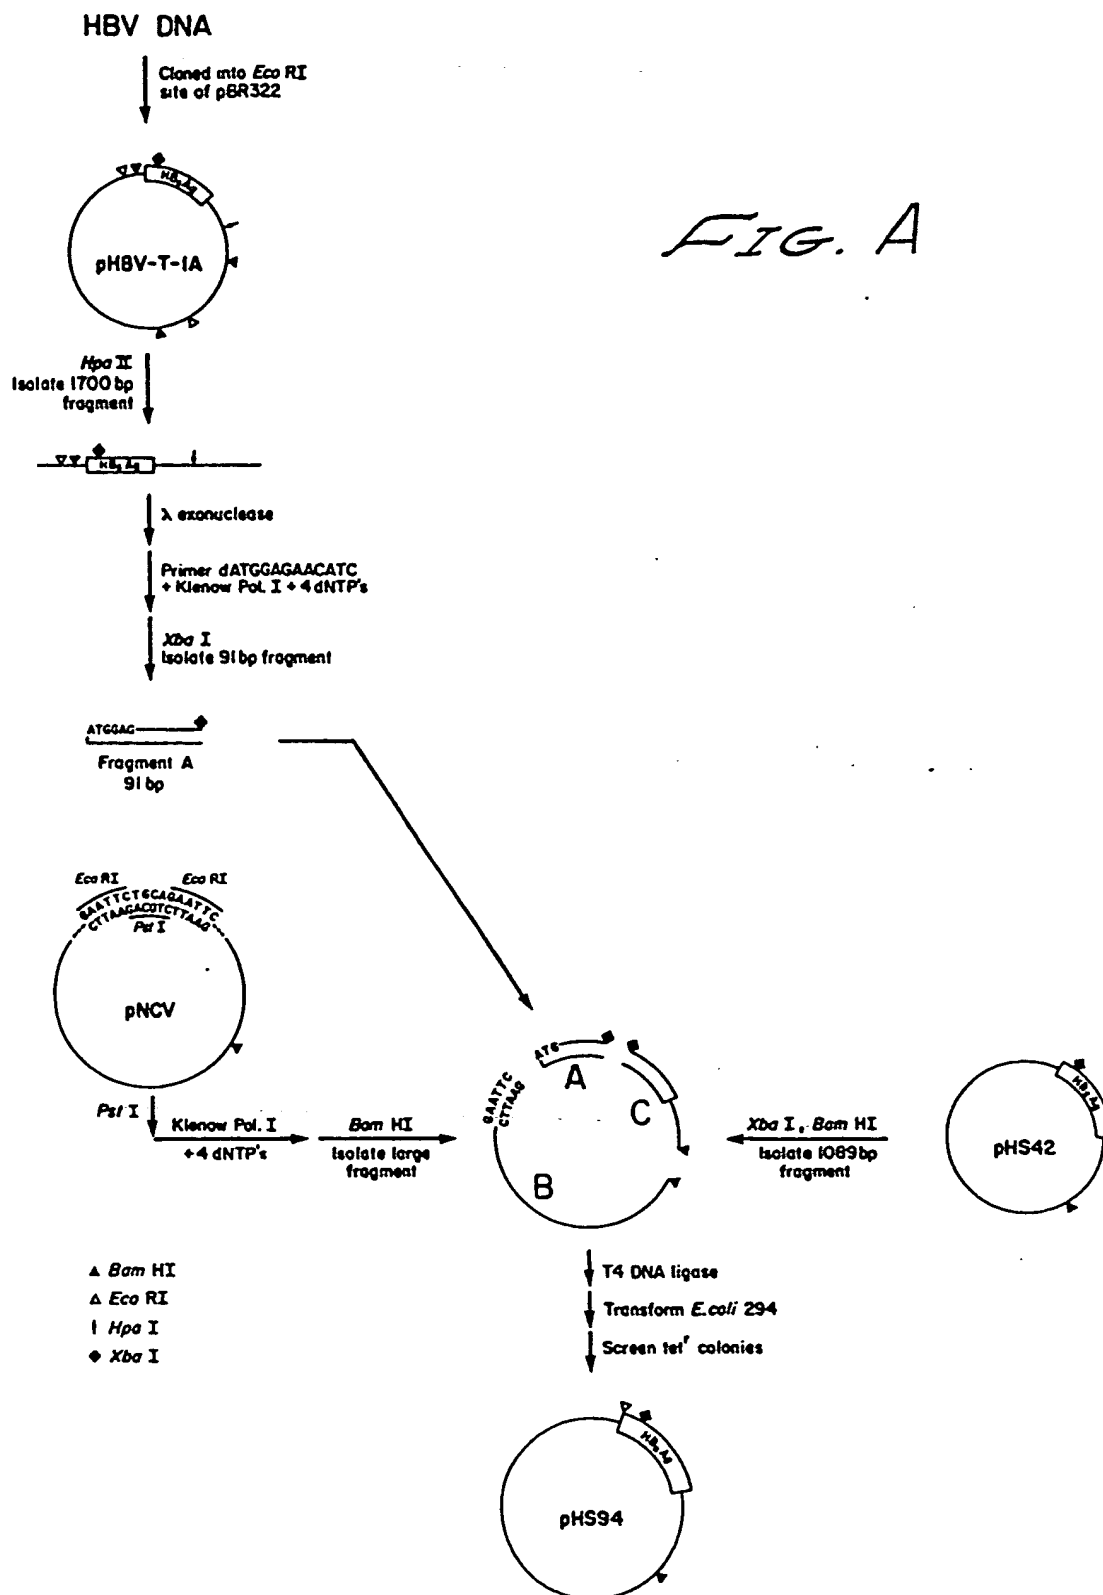 HBV DNA
Cloned into Eco RI
site of pBR322
HBsAg
pHBV-T-1A
FIG. A
Hpa II
Isolate 1700 bp
fragment
HBsAg
λ exonuclease
Primer dATGGAGAACATC
+ Klenow Pol. I + 4 dNTP's
Xba I
Isolate 91 bp fragment
ATGGAG
Fragment A
91 bp
Eco RI Eco RI
GAATTCTGCAGAATTC
CTTAAGACGTCTTAAG
Pst I
pNCV
Pst I
Klenow Pol. I
+4 dNTP's
Bam HI
Isolate large
fragment
ATG
A
GAATTC
CTTAAG
C
B
Xba I, Bam HI
Isolate 1089 bp
fragment
HBsAg
pHS42
▲ Bam HI
△ Eco RI
Hpa I
◆ Xba I
T4 DNA ligase
Transform E. coli 294
Screen tetʳ colonies
HBsAg
pHS94